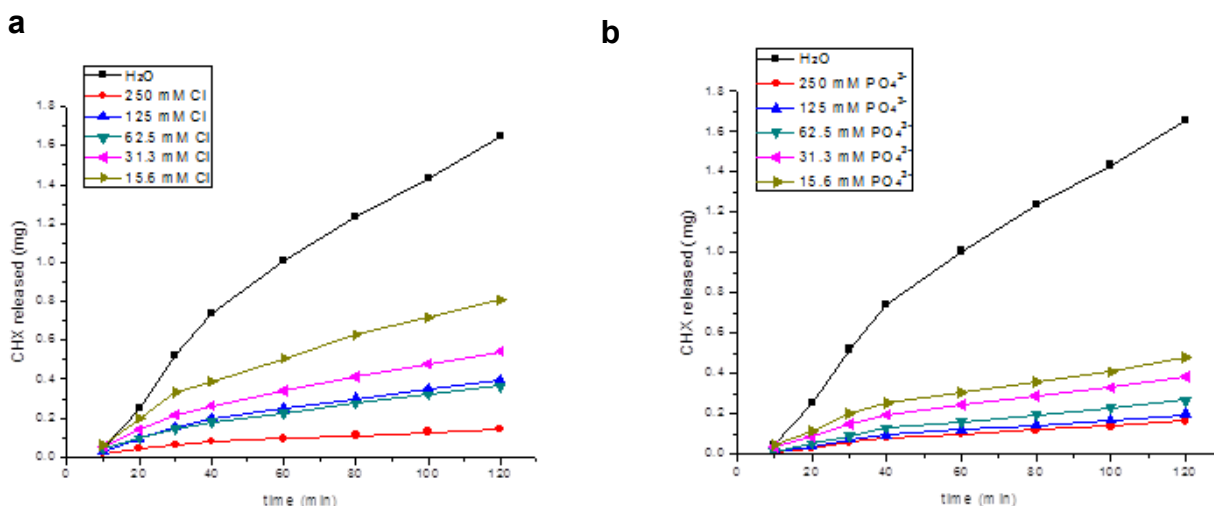 a
H₂O
250 mM Cl
125 mM Cl
62.5 mM Cl
31.3 mM Cl
15.6 mM Cl
1.8
1.6
1.4
1.2
1.0
0.8
0.6
0.4
0.2
0.0
CHX released (mg)
0 20 40 60 80 100 120
time (min)
b
H₂O
250 mM PO₄³⁻
125 mM PO₄³⁻
62.5 mM PO₄³⁻
31.3 mM PO₄³⁻
15.6 mM PO₄³⁻
1.8
1.6
1.4
1.2
1.0
0.8
0.6
0.4
0.2
0.0
CHX released (mg)
0 20 40 60 80 100 120
time (min)